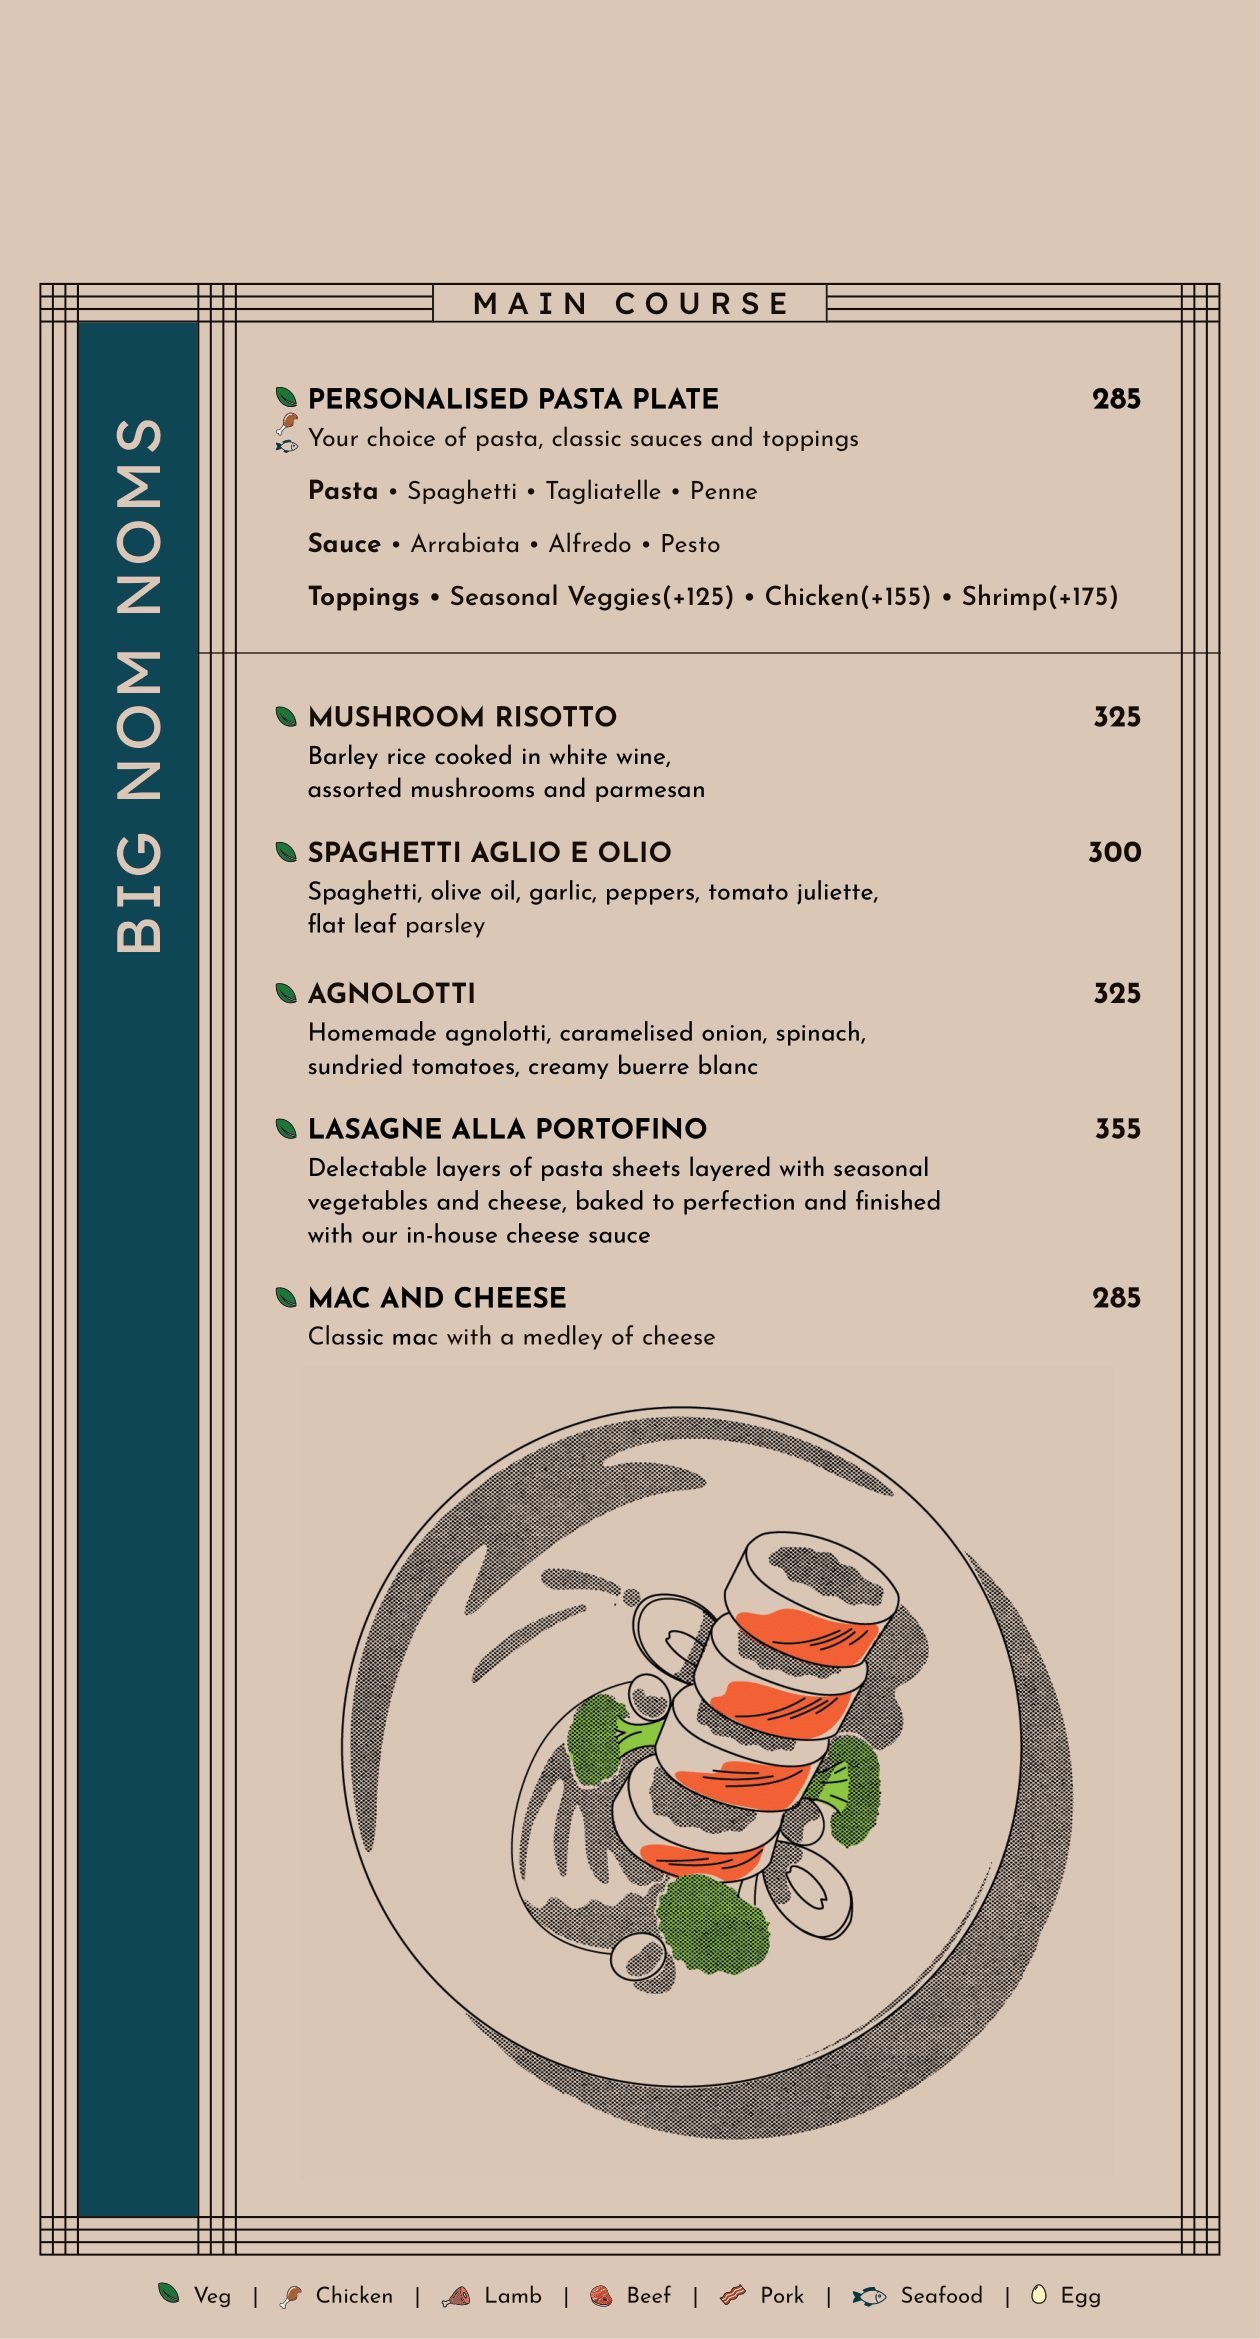 MAIN COURSE
BIG NOM NOMS
PERSONALISED PASTA PLATE 285
Your choice of pasta, classic sauces and toppings
Pasta • Spaghetti • Tagliatelle • Penne
Sauce • Arrabiata • Alfredo • Pesto
Toppings • Seasonal Veggies(+125) • Chicken(+155) • Shrimp(+175)
MUSHROOM RISOTTO 325
Barley rice cooked in white wine,
assorted mushrooms and parmesan
SPAGHETTI AGLIO E OLIO 300
Spaghetti, olive oil, garlic, peppers, tomato juliette,
flat leaf parsley
AGNOLOTTI 325
Homemade agnolotti, caramelised onion, spinach,
sundried tomatoes, creamy buerre blanc
LASAGNE ALLA PORTOFINO 355
Delectable layers of pasta sheets layered with seasonal
vegetables and cheese, baked to perfection and finished
with our in-house cheese sauce
MAC AND CHEESE 285
Classic mac with a medley of cheese
Veg | Chicken | Lamb | Beef | Pork | Seafood | Egg